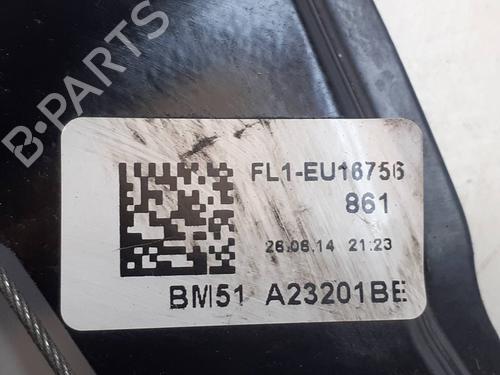 B-PARTS
FL1-EU16756
861
26.06.14 21:23
BM51 A23201BE